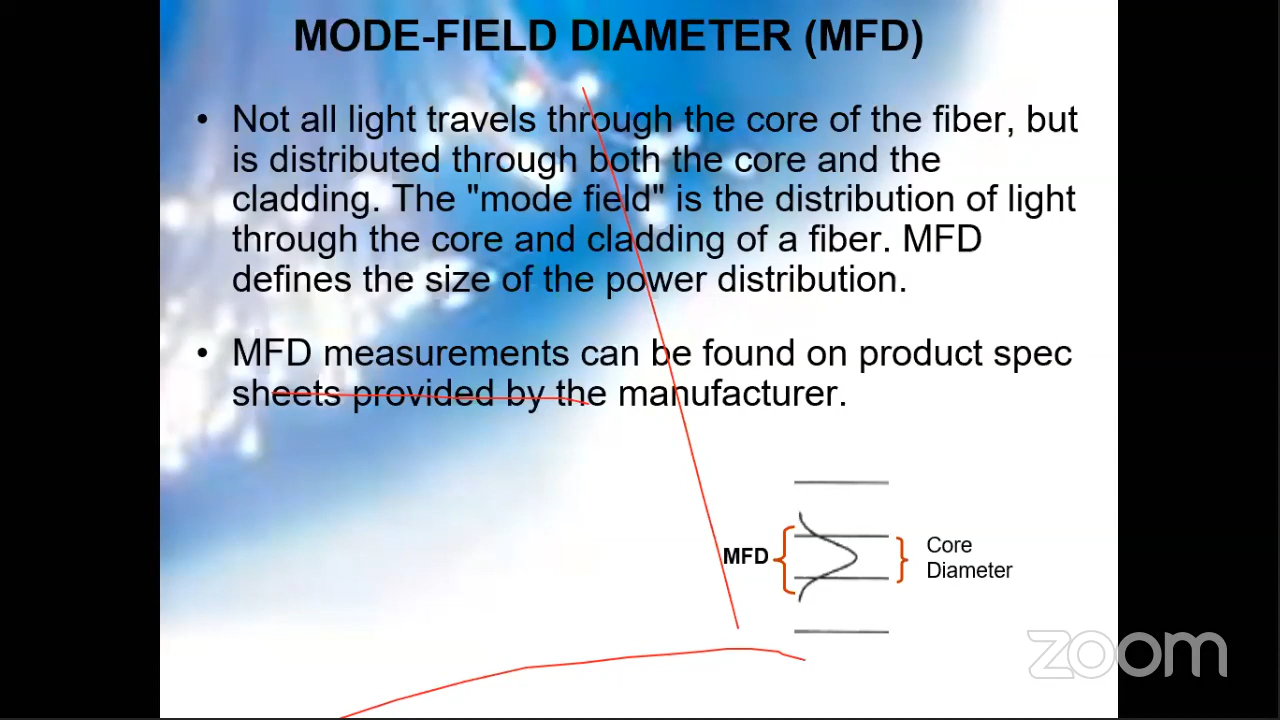 MODE-FIELD DIAMETER (MFD)
• Not all light travels through the core of the fiber, but
is distributed through both the core and the
cladding. The "mode field" is the distribution of light
through the core and cladding of a fiber. MFD
defines the size of the power distribution.
• MFD measurements can be found on product spec
sheets provided by the manufacturer.
MFD
Core
Diameter
zoom